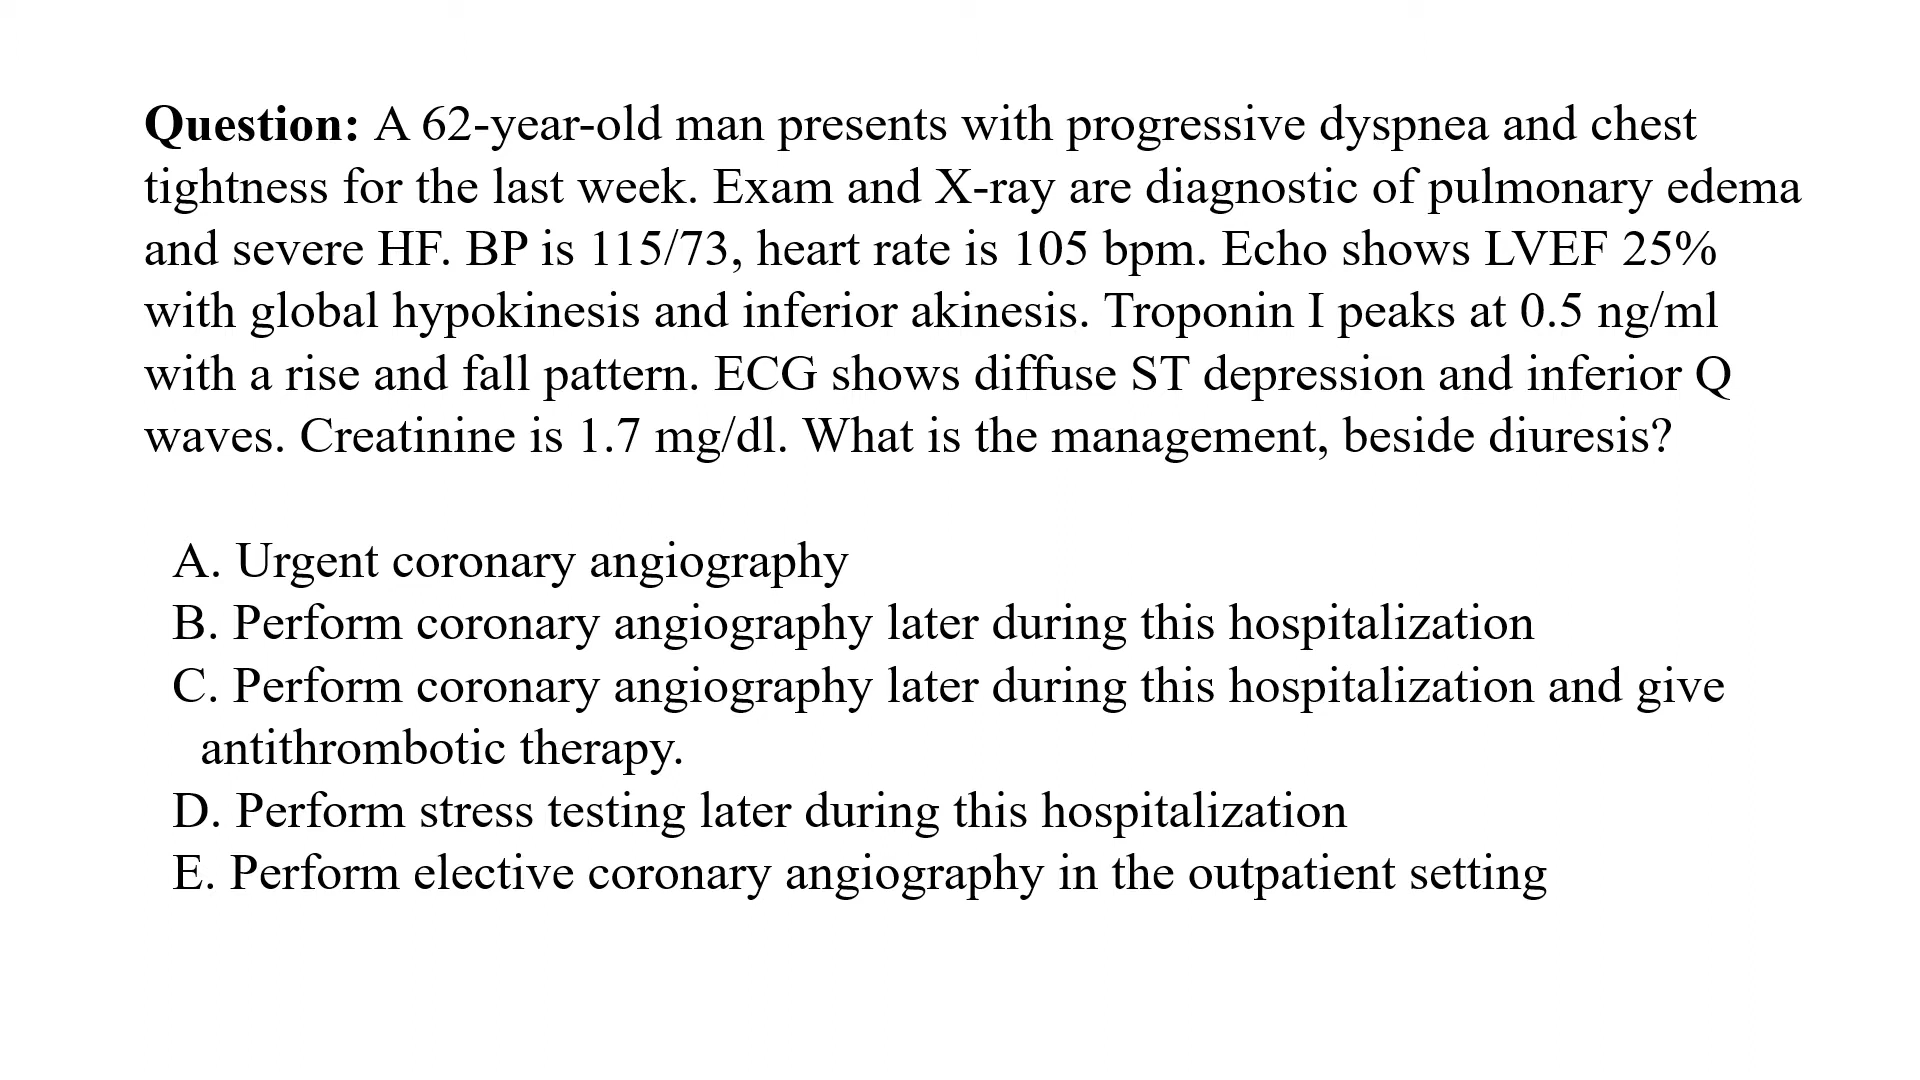 Question: A 62-year-old man presents with progressive dyspnea and chest
tightness for the last week. Exam and X-ray are diagnostic of pulmonary edema
and severe HF. BP is 115/73, heart rate is 105 bpm. Echo shows LVEF 25%
with global hypokinesis and inferior akinesis. Troponin I peaks at 0.5 ng/ml
with a rise and fall pattern. ECG shows diffuse ST depression and inferior Q
waves. Creatinine is 1.7 mg/dl. What is the management, beside diuresis?
A. Urgent coronary angiography
B. Perform coronary angiography later during this hospitalization
C. Perform coronary angiography later during this hospitalization and give
antithrombotic therapy.
D. Perform stress testing later during this hospitalization
E. Perform elective coronary angiography in the outpatient setting